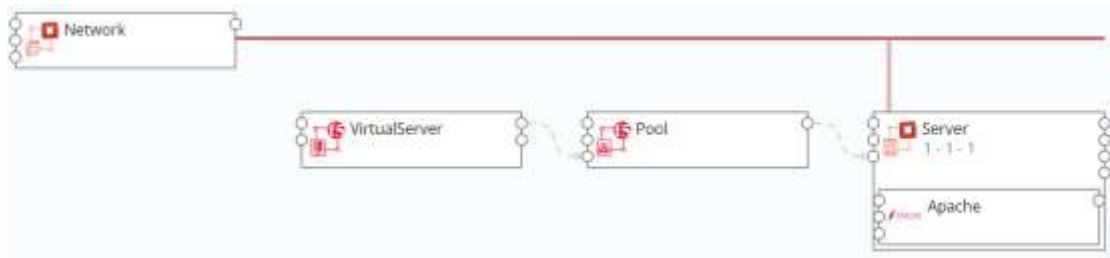 Network
VirtualServer
Pool
Server
1 - 1 - 1
Apache